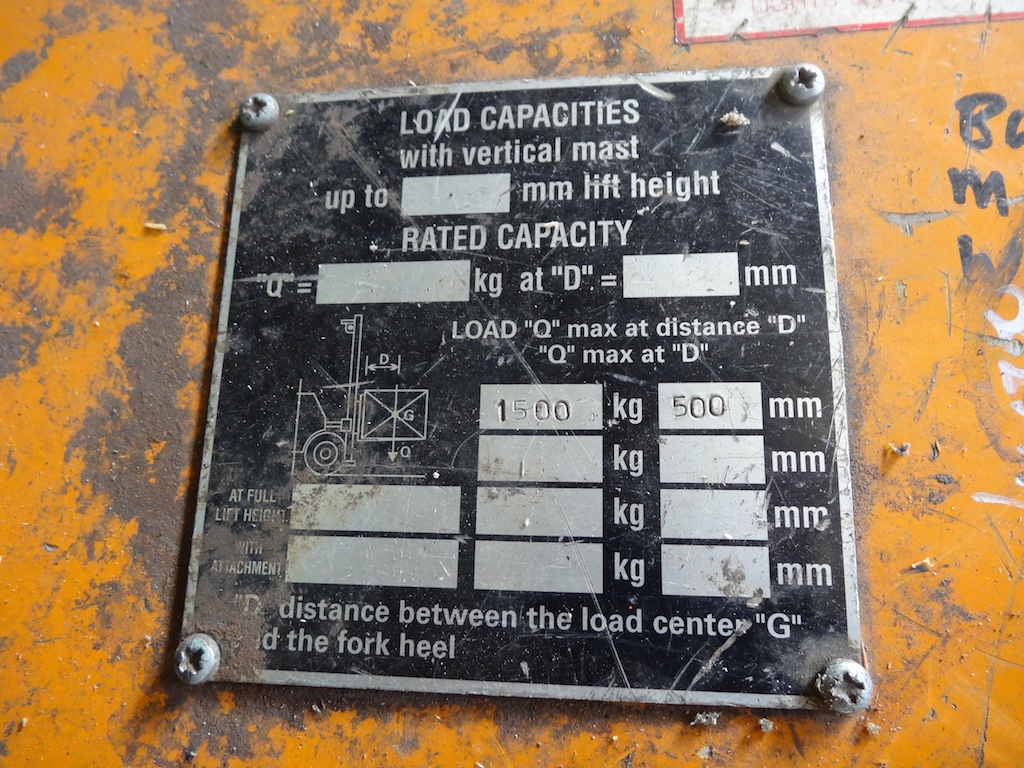 LOAD CAPACITIES
with vertical mast
up to mm lift height
RATED CAPACITY
"Q" = kg at "D" = mm
LOAD "Q" max at distance "D"
"Q" max at "D"
D
G
Q
1500 kg 500 mm
kg mm
AT FULL
LIFT HEIGHT kg mm
WITH
ATTACHMENT kg mm
"D" distance between the load center "G"
the fork heel